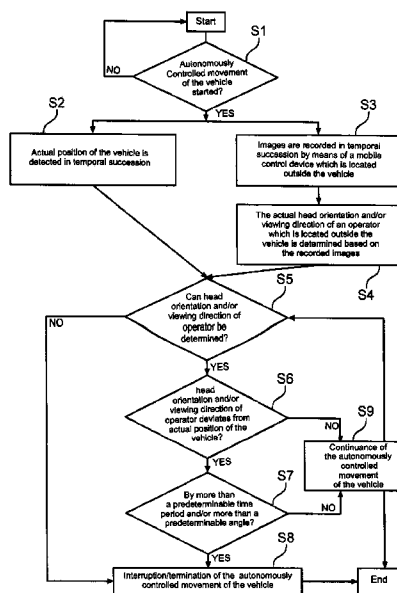 Start
S1
Autonomously
Controlled movement
of the vehicle
started?
NO
YES
S2
Actual position of the vehicle is
detected in temporal succession
S3
Images are recorded in temporal
succession by means of a mobile
control device which is located
outside the vehicle
The actual head orientation and/or
viewing direction of an operator
which is located outside the
vehicle is determined based on
the recorded images
S4
S5
Can head
orientation and/or
viewing direction of
operator be
determined?
NO
YES
S6
head
orientation and/or
viewing direction of
operator deviates from
actual position of the
vehicle?
NO
YES
S9
Continuance of
the autonomously
controlled
movement
of the vehicle
S7
By more than
a predeterminable time
period and/or more than a
predeterminable angle?
NO
YES
S8
Interruption/termination of the autonomously
controlled movement of the vehicle
End